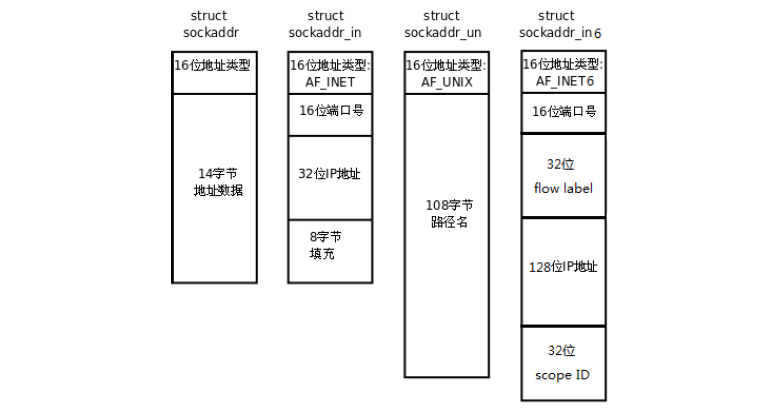 struct
sockaddr
16位地址类型
14字节
地址数据
struct
sockaddr_in
16位地址类型:
AF_INET
16位端口号
32位IP地址
8字节
填充
struct
sockaddr_un
16位地址类型:
AF_UNIX
108字节
路径名
struct
sockaddr_in6
16位地址类型:
AF_INET6
16位端口号
32位
flow label
128位IP地址
32位
scope ID